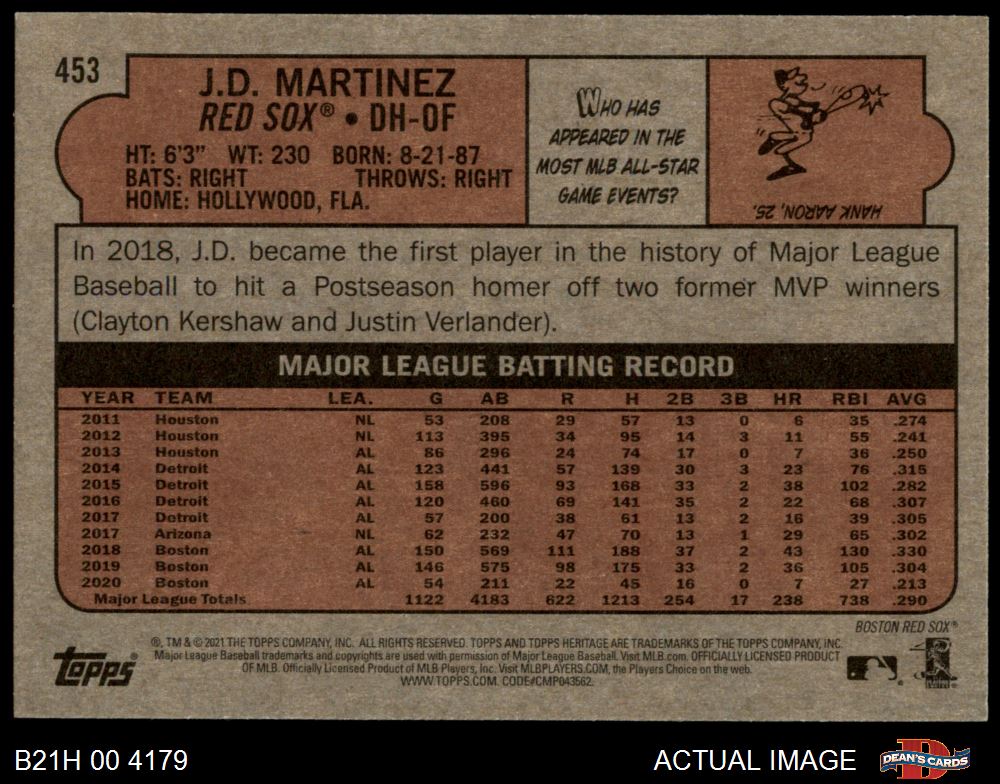 453
J.D. MARTINEZ
RED SOX® • DH-OF
HT: 6'3" WT: 230 BORN: 8-21-87
BATS: RIGHT THROWS: RIGHT
HOME: HOLLYWOOD, FLA.
WHO HAS
APPEARED IN THE
MOST MLB ALL-STAR
GAME EVENTS?
HANK AARON, 25.
In 2018, J.D. became the first player in the history of Major League
Baseball to hit a Postseason homer off two former MVP winners
(Clayton Kershaw and Justin Verlander).
MAJOR LEAGUE BATTING RECORD
YEAR TEAM LEA. G AB R H 2B 3B HR RBI AVG
2011 Houston NL 53 208 29 57 13 0 6 35 .274
2012 Houston NL 113 395 34 95 14 3 11 55 .241
2013 Houston AL 86 296 24 74 17 0 7 36 .250
2014 Detroit AL 123 441 57 139 30 3 23 76 .315
2015 Detroit AL 158 596 93 168 33 2 38 102 .282
2016 Detroit AL 120 460 69 141 35 2 22 68 .307
2017 Detroit AL 57 200 38 61 13 2 16 39 .305
2017 Arizona NL 62 232 47 70 13 1 29 65 .302
2018 Boston AL 150 569 111 188 37 2 43 130 .330
2019 Boston AL 146 575 98 175 33 2 36 105 .304
2020 Boston AL 54 211 22 45 16 0 7 27 .213
Major League Totals 1122 4183 622 1213 254 17 238 738 .290
BOSTON RED SOX®
®, TM & © 2021 THE TOPPS COMPANY, INC. ALL RIGHTS RESERVED. TOPPS AND TOPPS HERITAGE ARE TRADEMARKS OF THE TOPPS COMPANY, INC.
Major League Baseball trademarks and copyrights are used with permission of Major League Baseball. Visit MLB.com. OFFICIALLY LICENSED PRODUCT
OF MLB. Officially Licensed Product of MLB Players, Inc. Visit MLBPLAYERS.COM, the Players Choice on the web.
WWW.TOPPS.COM. CODE#CMP043562.
Topps®
B21H 00 4179
ACTUAL IMAGE
D
DEAN'S CARDS